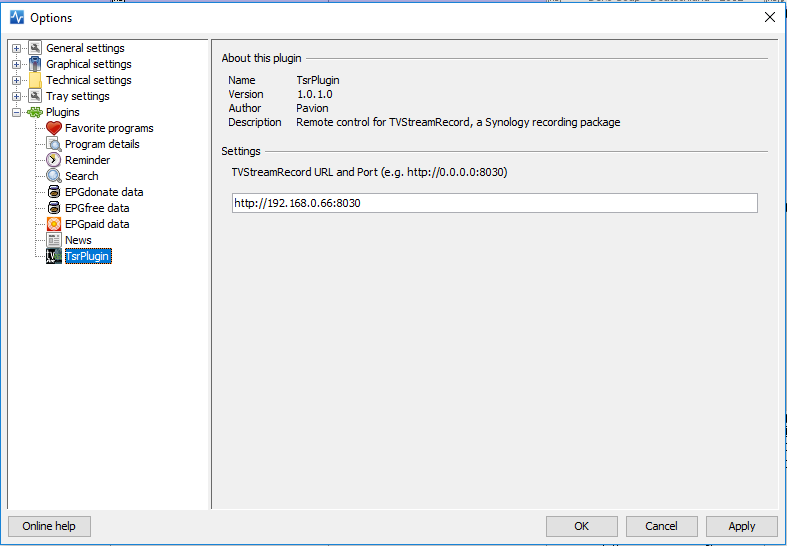 Options
General settings
Graphical settings
Technical settings
Tray settings
Plugins
Favorite programs
Program details
Reminder
Search
EPGdonate data
EPGfree data
EPGpaid data
News
TsrPlugin
About this plugin
Name TsrPlugin
Version 1.0.1.0
Author Pavion
Description Remote control for TVStreamRecord, a Synology recording package
Settings
TVStreamRecord URL and Port (e.g. http://0.0.0.0:8030)
http://192.168.0.66:8030
Online help
OK
Cancel
Apply